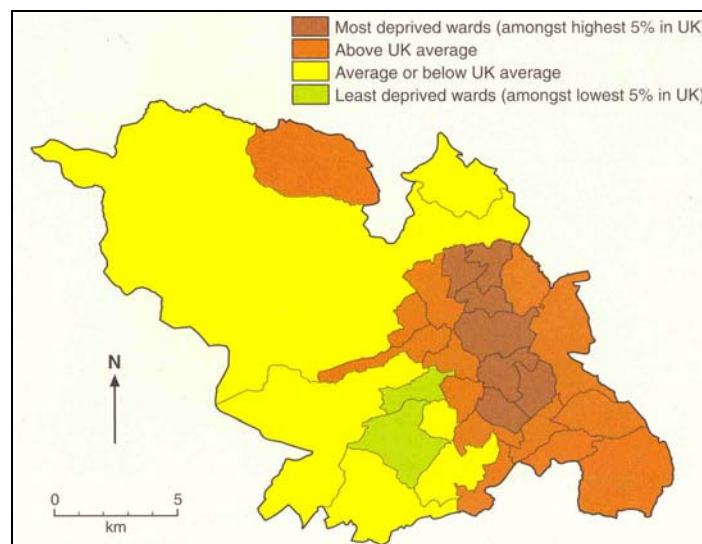 Most deprived wards (amongst highest 5% in UK)
Above UK average
Average or below UK average
Least deprived wards (amongst lowest 5% in UK)
N
0 5
km